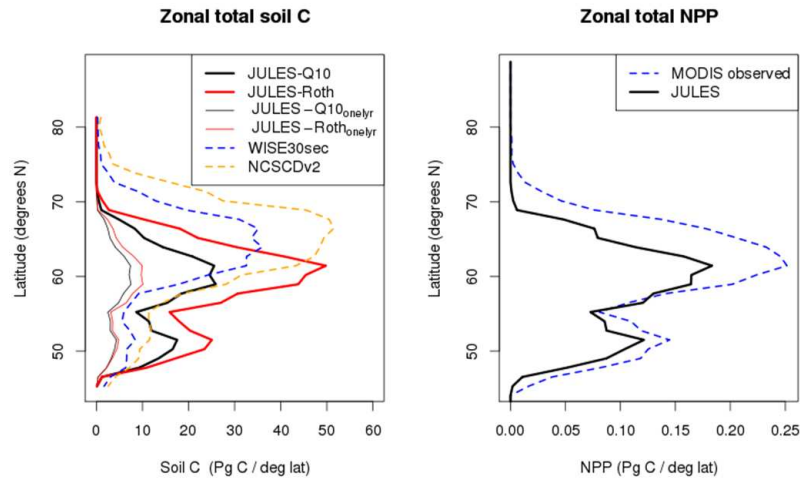 Zonal total soil C
JULES-Q10
JULES-Roth
JULES−Q10onelyr
JULES−Rothonelyr
WISE30sec
NCSCDv2
Latitude (degrees N)
80
70
60
50
0 10 20 30 40 50 60
Soil C (Pg C / deg lat)
Zonal total NPP
MODIS observed
JULES
Latitude (degrees N)
80
70
60
50
0.00 0.05 0.10 0.15 0.20 0.25
NPP (Pg C / deg lat)